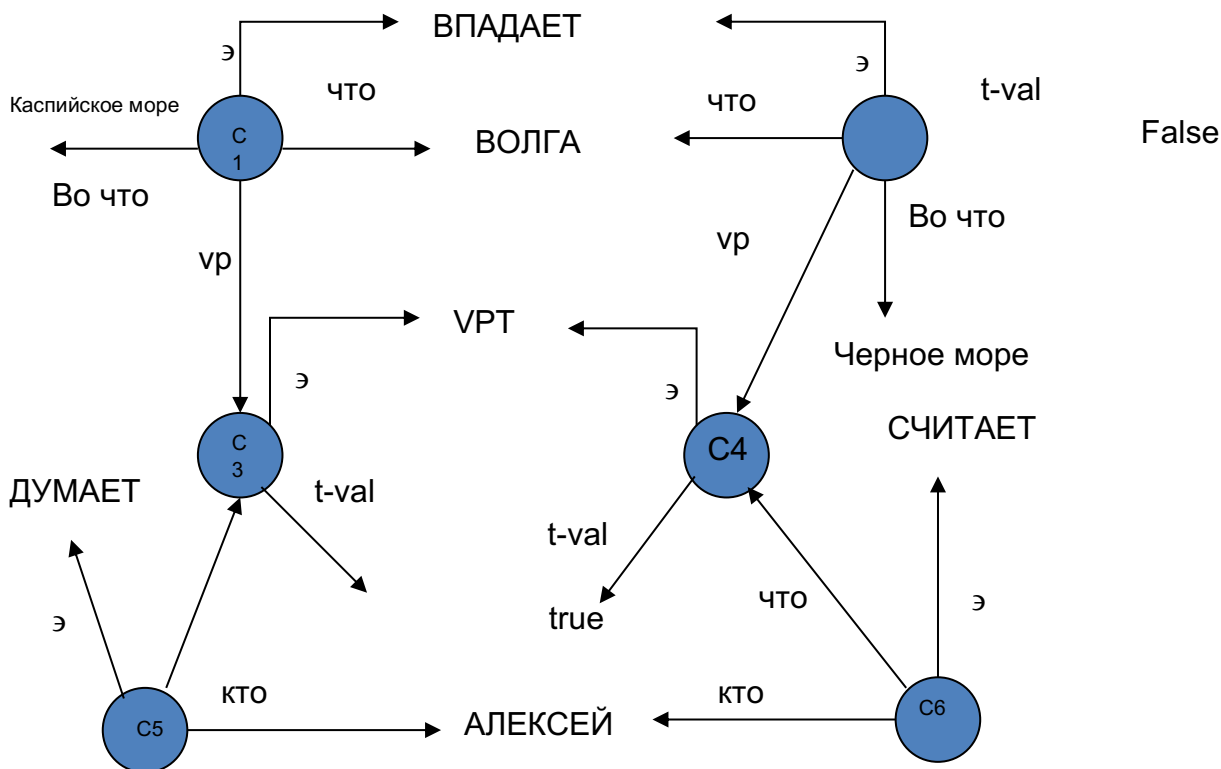 ВПАДАЕТ
э
э
что
t-val
Каспийское море
что
С
1
ВОЛГА
False
Во что
Во что
vp
vp
VPT
Черное море
э
э
СЧИТАЕТ
С
3
С4
ДУМАЕТ
t-val
t-val
что
э
true
э
кто
кто
С5
АЛЕКСЕЙ
С6